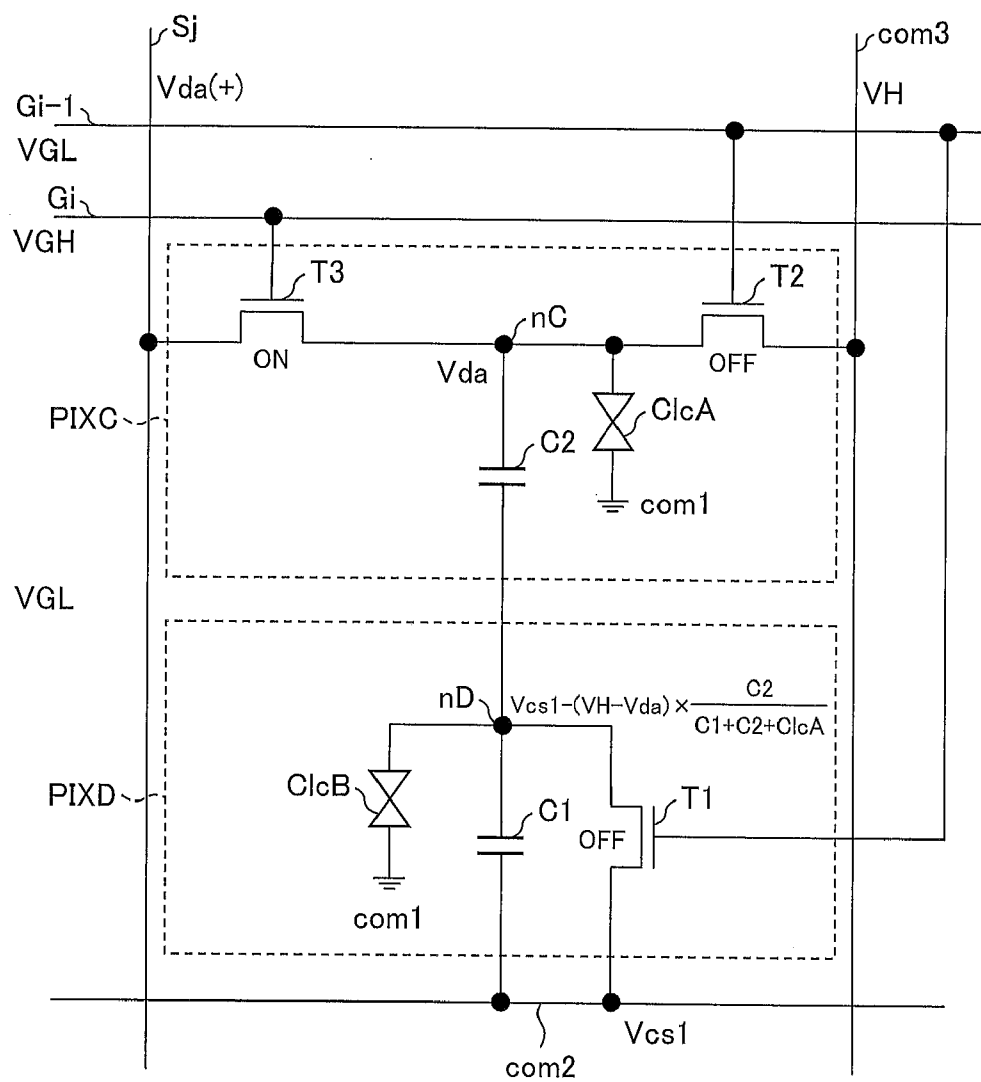 Sj
com3
Vda(+)
VH
Gi-1
VGL
Gi
VGH
T3
T2
nC
ON
Vda
OFF
PIXC
ClcA
C2
com1
VGL
nD
Vcs1-(VH-Vda)×C2/(C1+C2+ClcA)
PIXD
ClcB
C1
T1
OFF
com1
Vcs1
com2